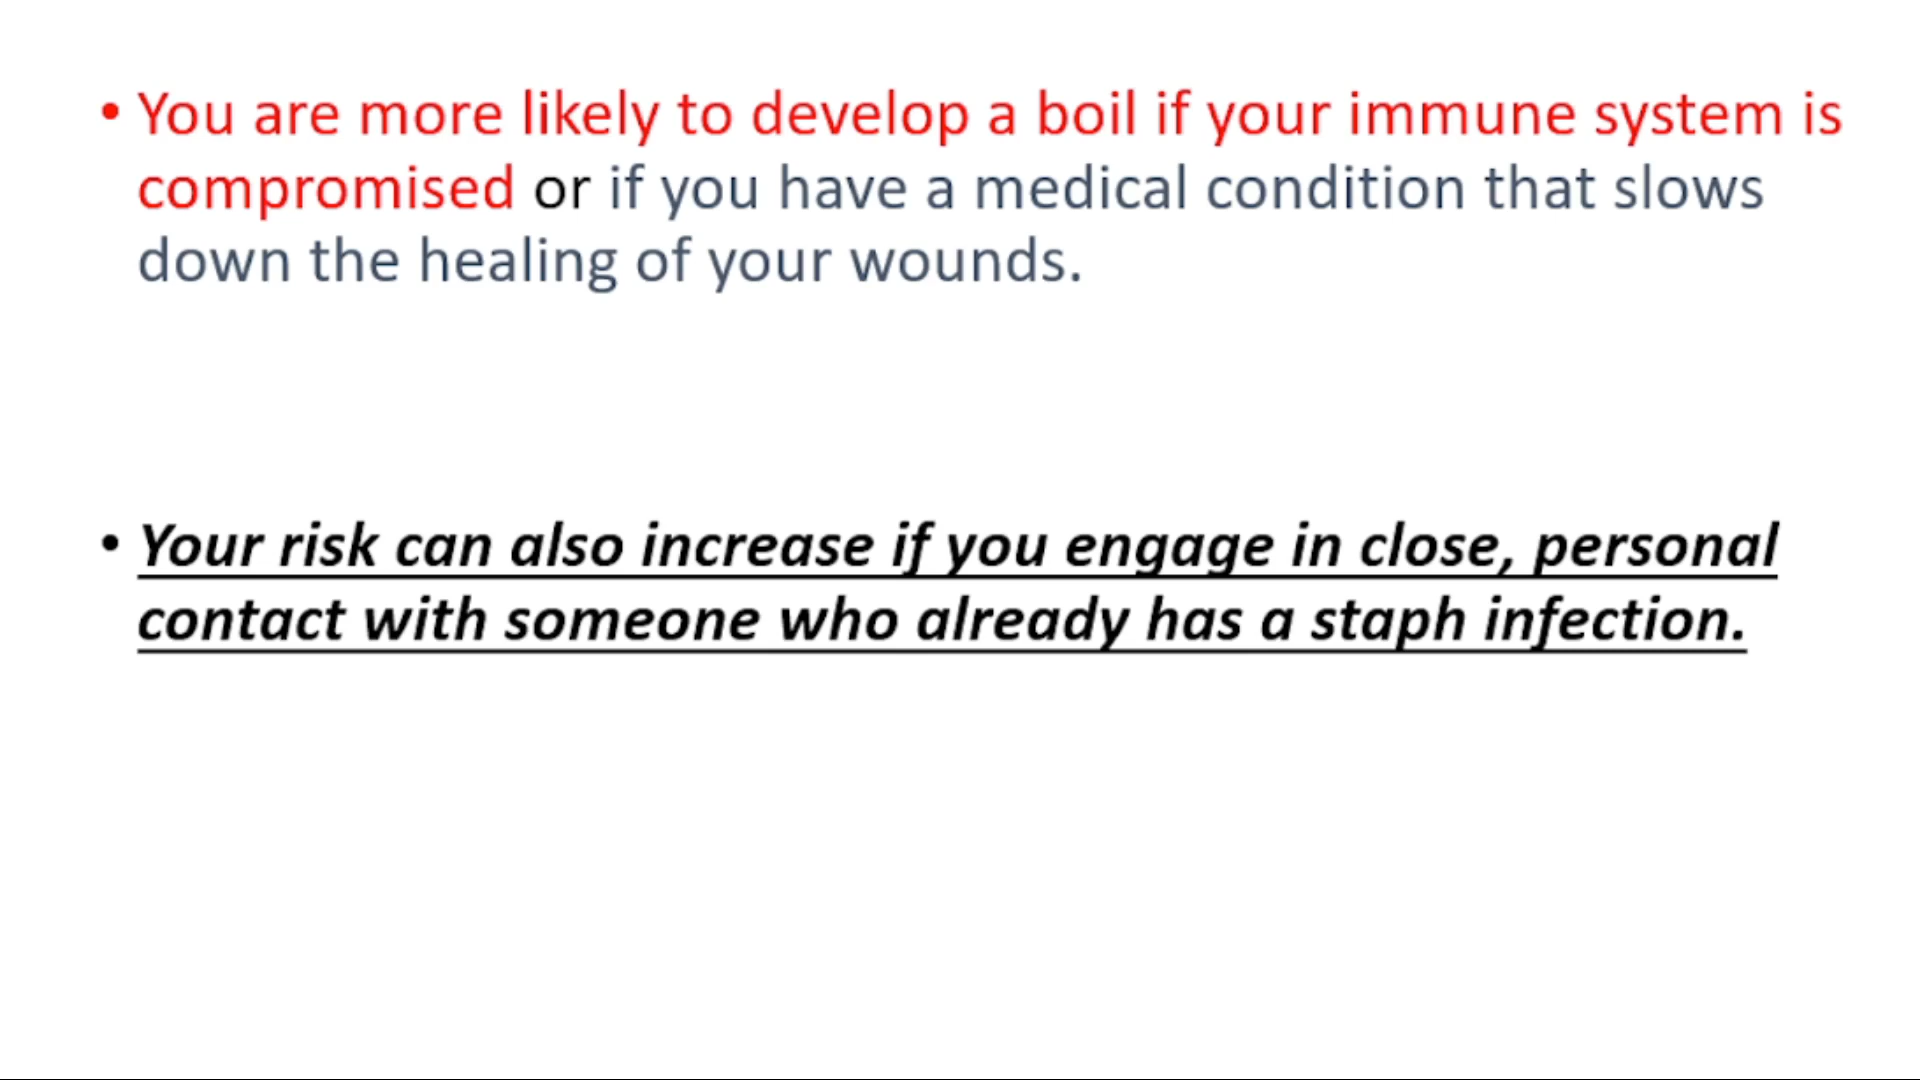 • You are more likely to develop a boil if your immune system is
compromised or if you have a medical condition that slows
down the healing of your wounds.
• Your risk can also increase if you engage in close, personal
contact with someone who already has a staph infection.